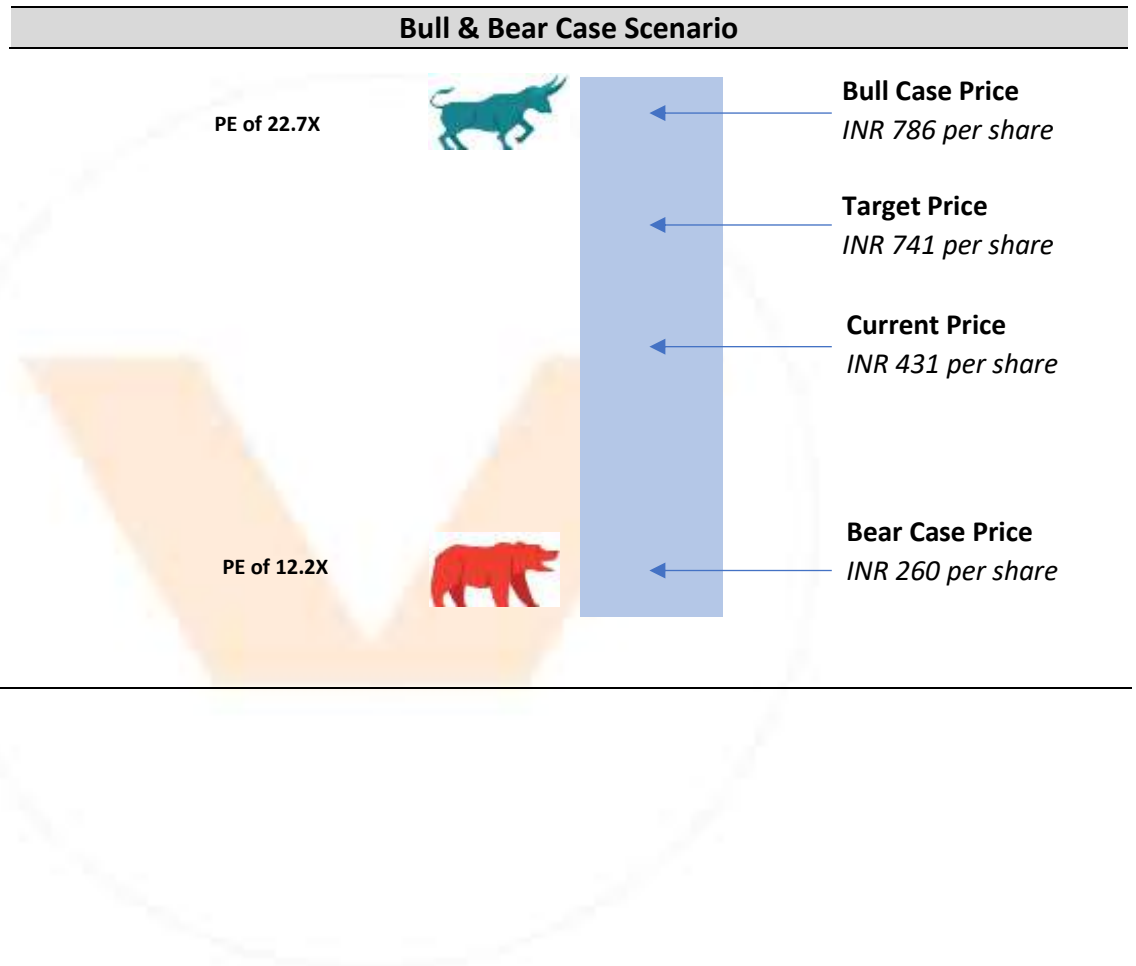 Bull & Bear Case Scenario
PE of 22.7X
Bull Case Price
INR 786 per share
Target Price
INR 741 per share
Current Price
INR 431 per share
PE of 12.2X
Bear Case Price
INR 260 per share